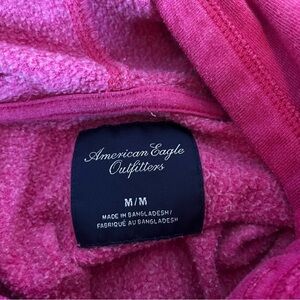 American Eagle
Outfitters
M/M
MADE IN BANGLADESH/
FABRIQUÉ AU BANGLADESH